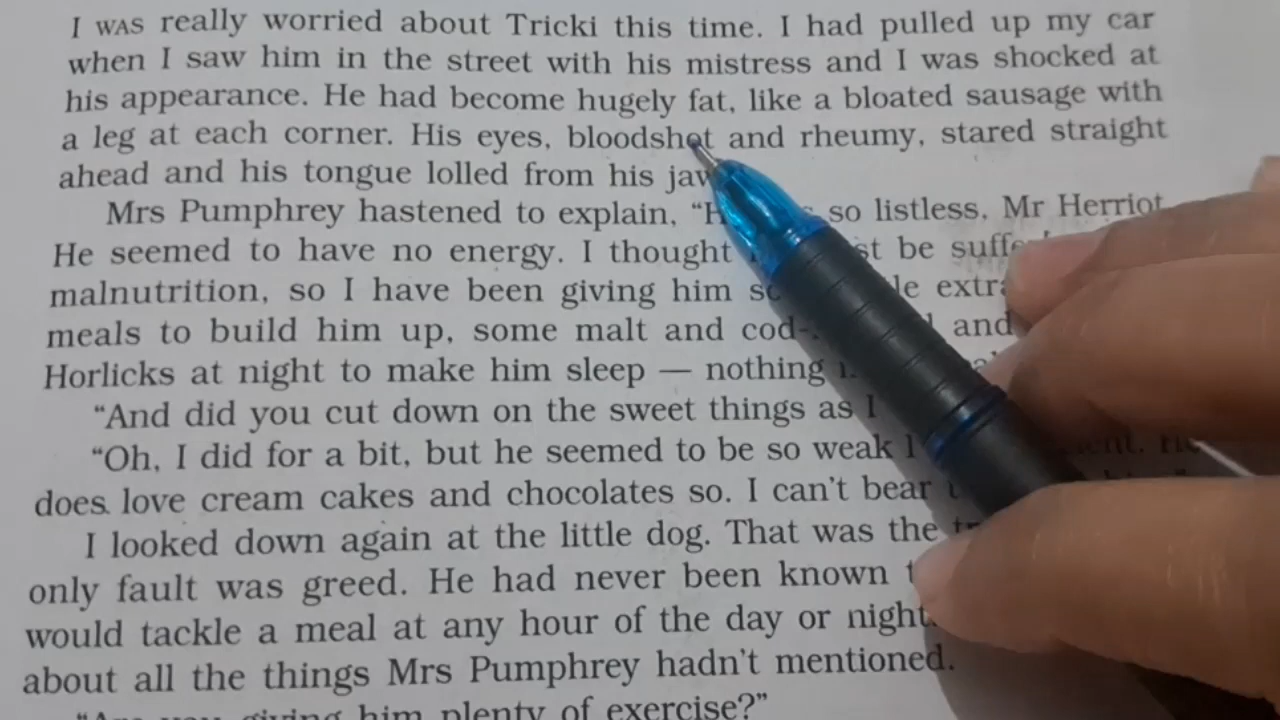 I WAS really worried about Tricki this time. I had pulled up my car
when I saw him in the street with his mistress and I was shocked at
his appearance. He had become hugely fat, like a bloated sausage with
a leg at each corner. His eyes, bloodshot and rheumy, stared straight
ahead and his tongue lolled from his
Mrs Pumphrey hastened to explain, so listless, Mr Herriot.
He seemed to have no energy. I thought be
malnutrition, so I have been giving him
meals to build him up, some malt and and
Horlicks at night to make him sleep — nothing
“And did you cut down on the sweet things as I
“Oh, I did for a bit, but he seemed to be so weak I
does love cream cakes and chocolates so. I can't bear
I looked down again at the little dog. That was the
only fault was greed. He had never been known
would tackle a meal at any hour of the day or night.
about all the things Mrs Pumphrey hadn't mentioned.
“Are you giving him plenty of exercise?”